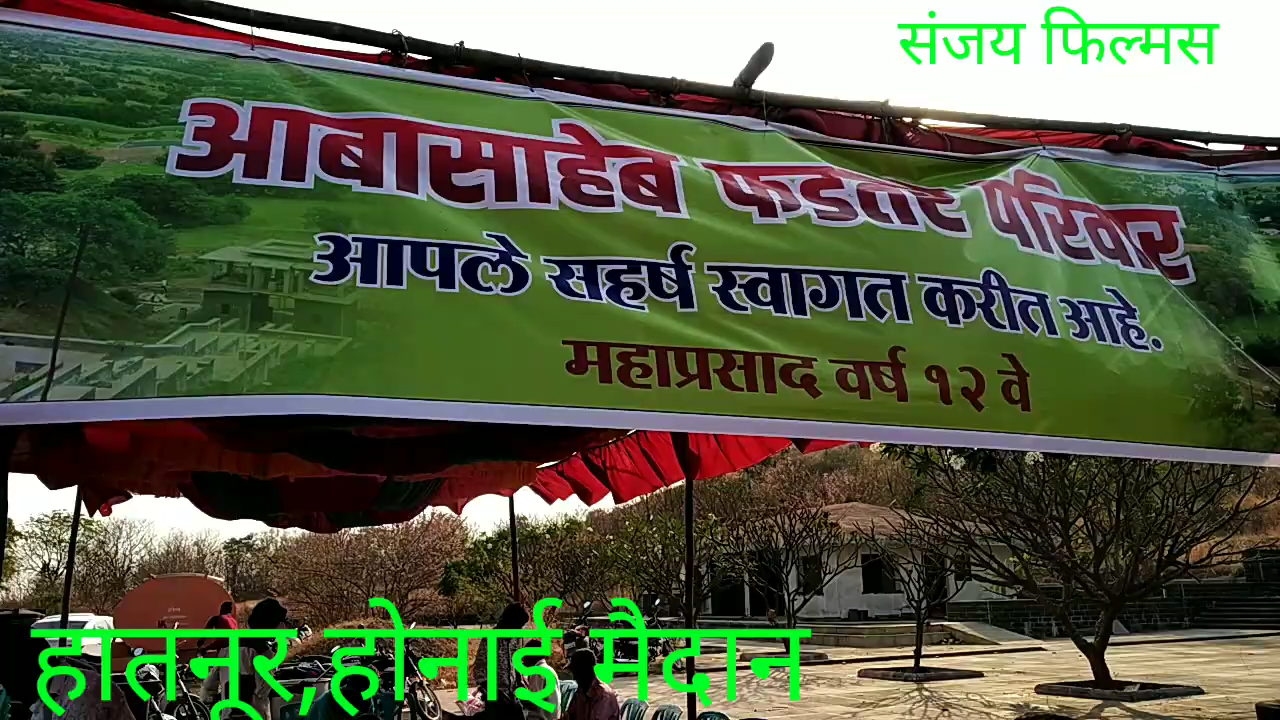 संजय फिल्मस
आबासाहेब फडतरे परिवार
आपले सहर्ष स्वागत करीत आहे.
महाप्रसाद वर्ष १२ वे
हातनूर,होनाई मैदान